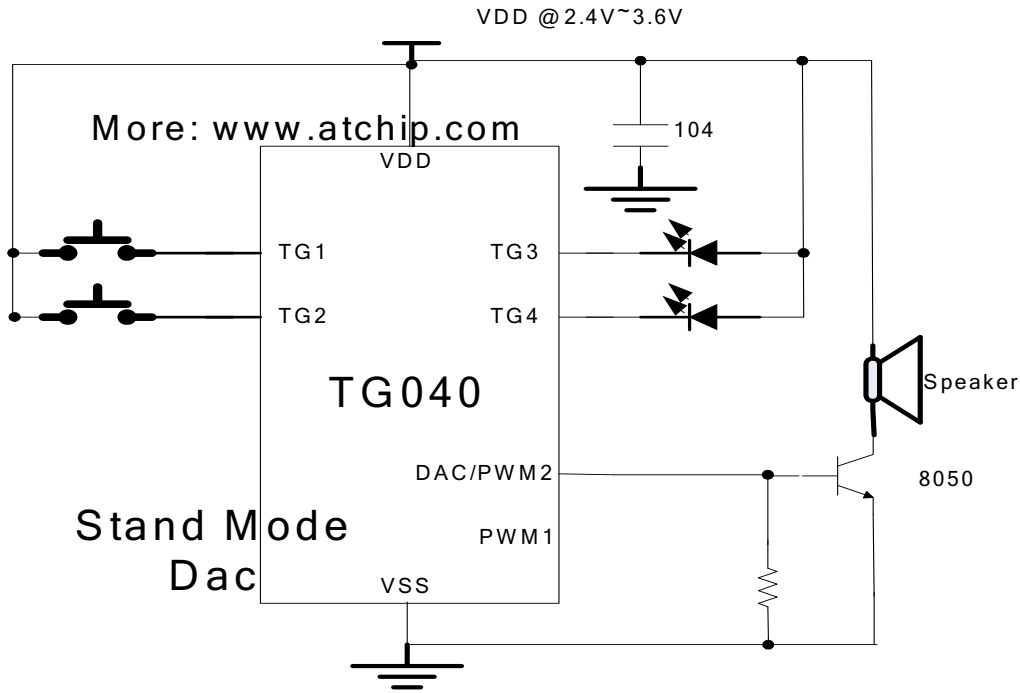 VDD @2.4V~3.6V
More: www.atchip.com
104
VDD
TG1
TG3
TG2
TG4
TG040
Speaker
DAC/PWM2
8050
Stand Mode
Dac
PWM1
VSS